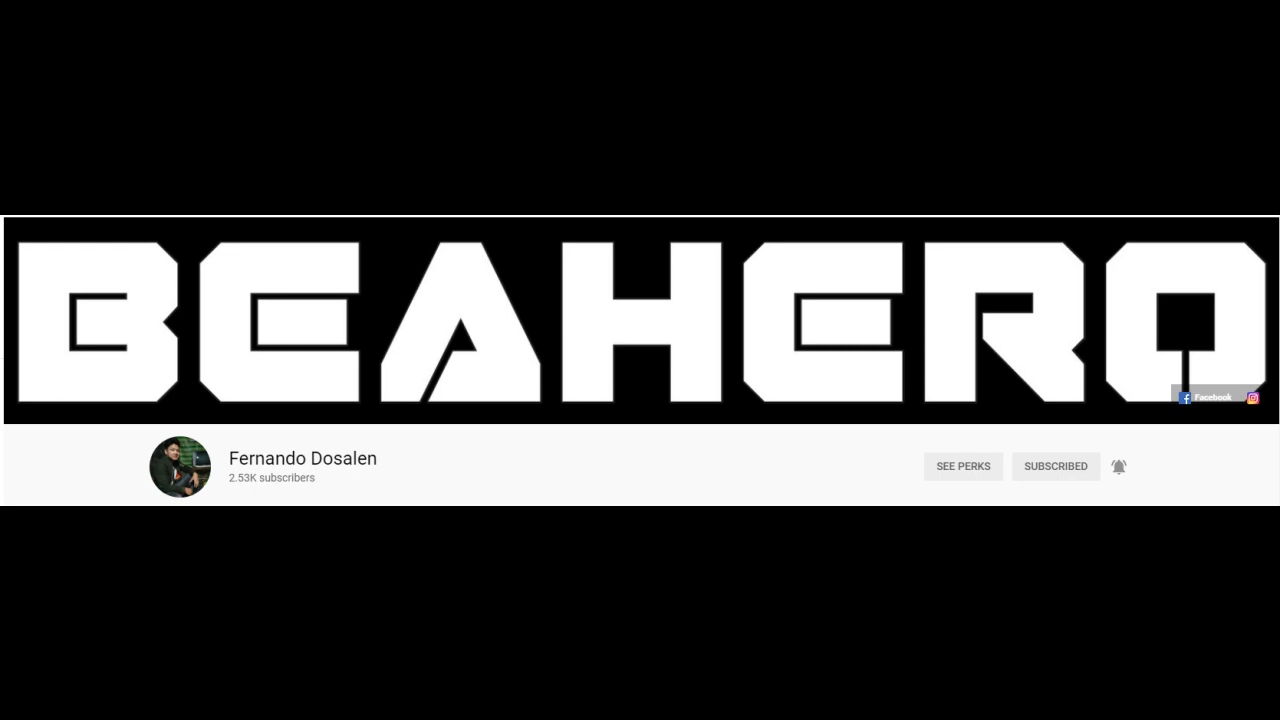 BEAHERO
Facebook
Fernando Dosalen
2.53K subscribers
SEE PERKS
SUBSCRIBED